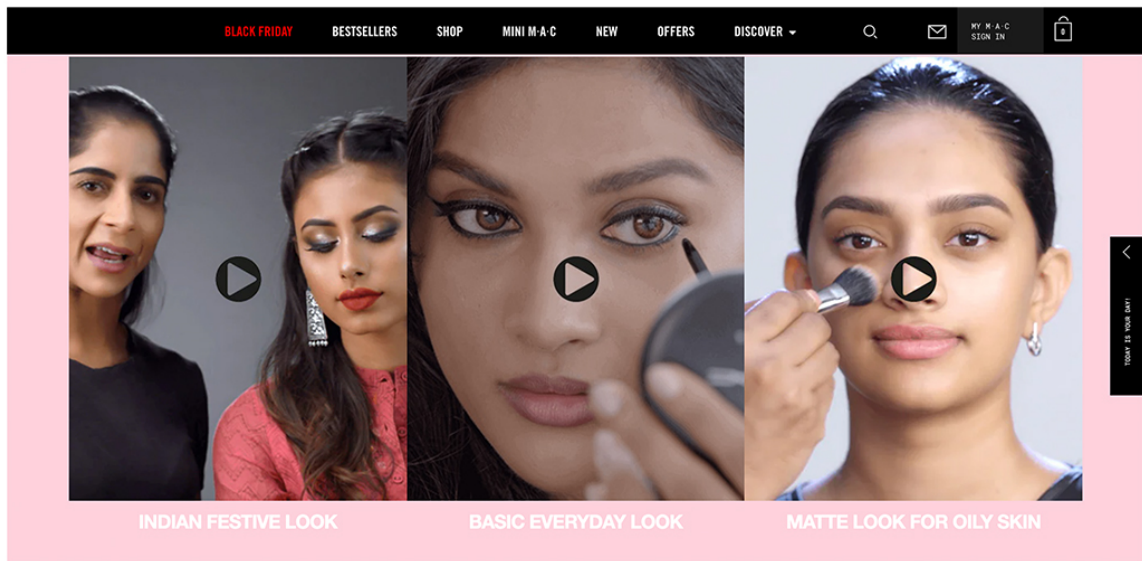 BLACK FRIDAY BESTSELLERS SHOP MINI M·A·C NEW OFFERS DISCOVER
MY M·A·C
SIGN IN
0
TODAY IS YOUR DAY!
INDIAN FESTIVE LOOK
BASIC EVERYDAY LOOK
MATTE LOOK FOR OILY SKIN